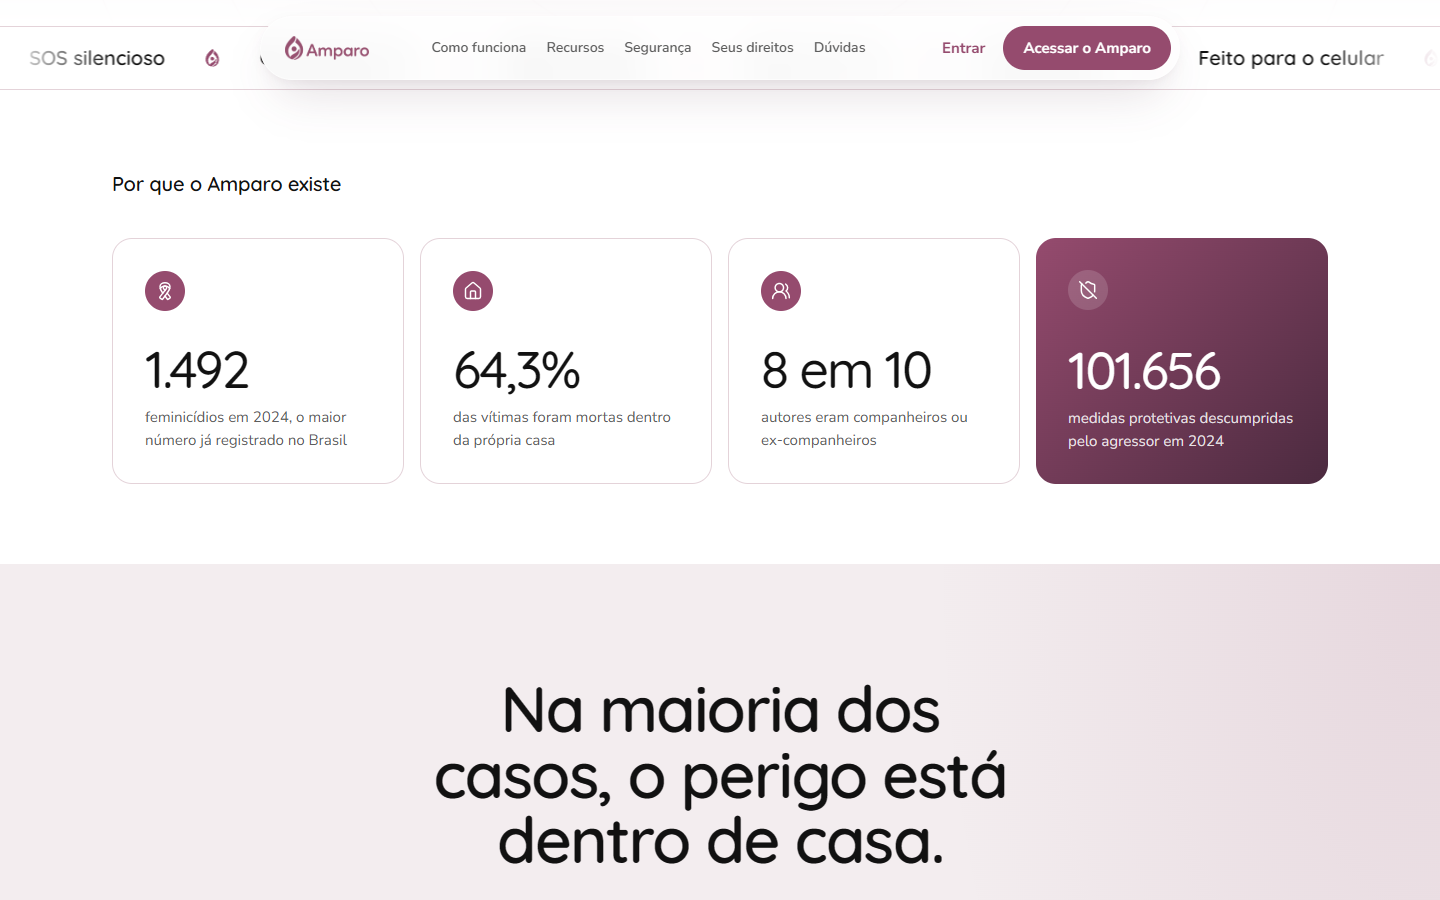 SOS silencioso
Amparo
Como funciona
Recursos
Segurança
Seus direitos
Dúvidas
Entrar
Acessar o Amparo
Feito para o celular
Por que o Amparo existe
1.492
feminicídios em 2024, o maior
número já registrado no Brasil
64,3%
das vítimas foram mortas dentro
da própria casa
8 em 10
autores eram companheiros ou
ex-companheiros
101.656
medidas protetivas descumpridas
pelo agressor em 2024
Na maioria dos
casos, o perigo está
dentro de casa.